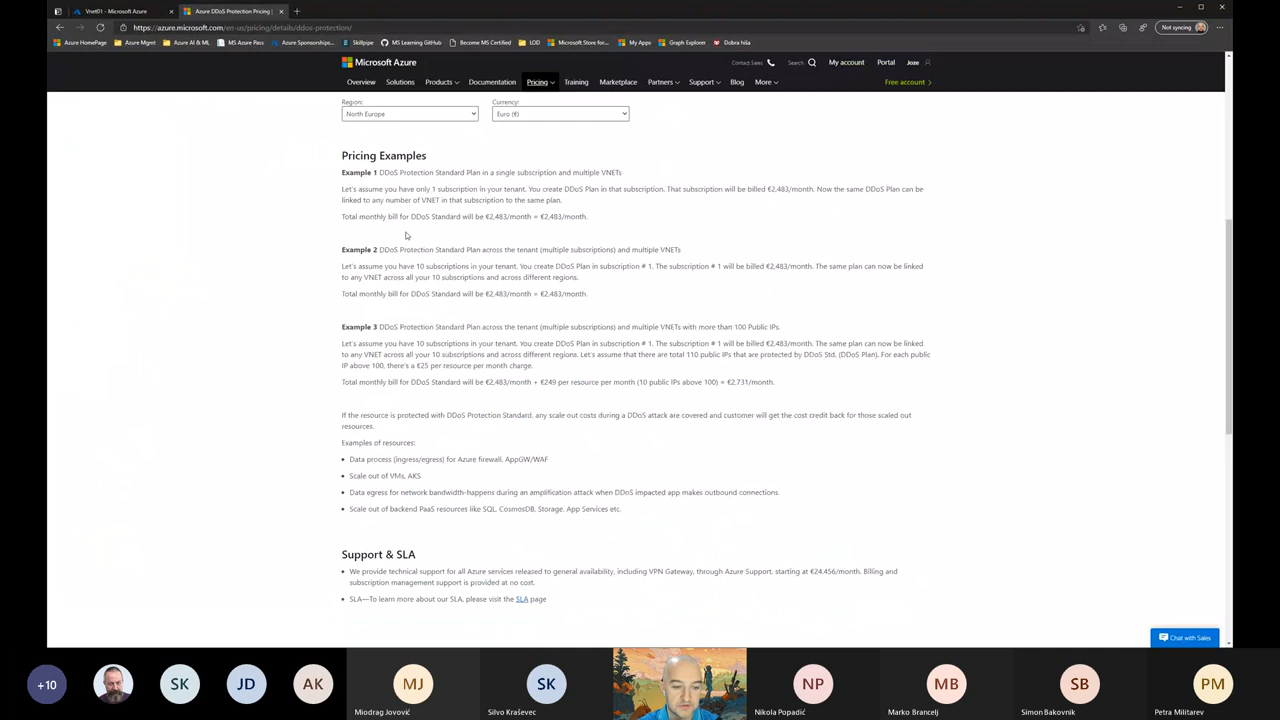 Vnet01 - Microsoft Azure
Azure DDoS Protection Pricing |
https://azure.microsoft.com/en-us/pricing/details/ddos-protection/
Not syncing
Azure HomePage
Azure Mgmt
Azure AI & ML
MS Azure Pass
Azure Sponsorships...
Skillpipe
MS Learning GitHub
Become MS Certified
LOD
Microsoft Store for...
My Apps
Graph Explorer
Dobra hiša
Microsoft Azure
Contact Sales
Search
My account
Portal
Joze
Overview
Solutions
Products
Documentation
Pricing
Training
Marketplace
Partners
Support
Blog
More
Free account
Region:
Currency:
North Europe
Euro (€)
Pricing Examples
Example 1 DDoS Protection Standard Plan in a single subscription and multiple VNETs
Let's assume you have only 1 subscription in your tenant. You create DDoS Plan in that subscription. That subscription will be billed €2,483/month. Now the same DDoS Plan can be
linked to any number of VNET in that subscription to the same plan.
Total monthly bill for DDoS Standard will be €2,483/month = €2,483/month.
Example 2 DDoS Protection Standard Plan across the tenant (multiple subscriptions) and multiple VNETs
Let's assume you have 10 subscriptions in your tenant. You create DDoS Plan in subscription # 1. The subscription # 1 will be billed €2,483/month. The same plan can now be linked
to any VNET across all your 10 subscriptions and across different regions.
Total monthly bill for DDoS Standard will be €2,483/month = €2,483/month.
Example 3 DDoS Protection Standard Plan across the tenant (multiple subscriptions) and multiple VNETs with more than 100 Public IPs.
Let's assume you have 10 subscriptions in your tenant. You create DDoS Plan in subscription # 1. The subscription # 1 will be billed €2,483/month. The same plan can now be linked
to any VNET across all your 10 subscriptions and across different regions. Let's assume that there are total 110 public IPs that are protected by DDoS Std. (DDoS Plan). For each public
IP above 100, there's a €25 per resource per month charge.
Total monthly bill for DDoS Standard will be €2,483/month + €249 per resource per month (10 public IPs above 100) = €2,731/month.
If the resource is protected with DDoS Protection Standard, any scale out costs during a DDoS attack are covered and customer will get the cost credit back for those scaled out
resources.
Examples of resources:
Data process (ingress/egress) for Azure firewall, AppGW/WAF
Scale out of VMs, AKS
Data egress for network bandwidth-happens during an amplification attack when DDoS impacted app makes outbound connections.
Scale out of backend PaaS resources like SQL, CosmosDB, Storage, App Services etc.
Support & SLA
We provide technical support for all Azure services released to general availability, including VPN Gateway, through Azure Support, starting at €24.456/month. Billing and
subscription management support is provided at no cost.
SLA—To learn more about our SLA, please visit the SLA page
Chat with Sales
+10
SK
JD
AK
MJ
SK
NP
MB
SB
PM
Miodrag Jovović
Silvo Kraševec
Nikola Popadić
Marko Brancelj
Simon Bakovnik
Petra Militarev